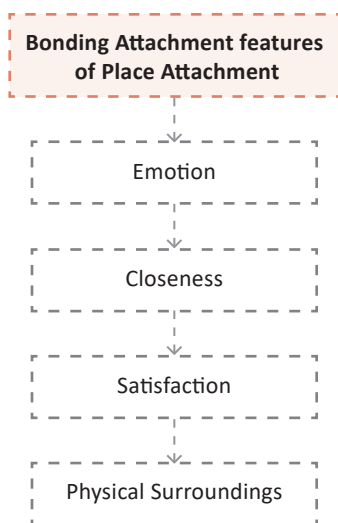 Bonding Attachment features
of Place Attachment
Emotion
Closeness
Satisfaction
Physical Surroundings